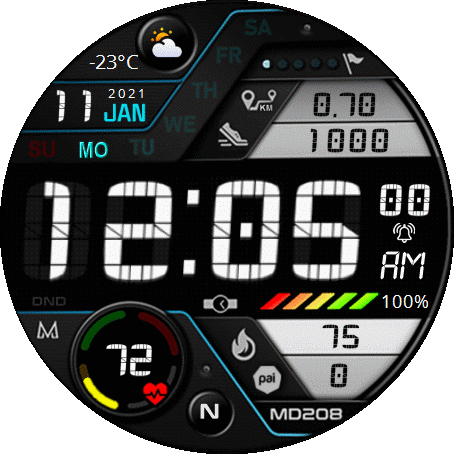 SA
-23°C
FR
2021
TH
11 JAN
KM
0.70
WE
1000
SU MO TU
12:05
00
AM
DND
100%
M
75
72
pai
0
N
MD208